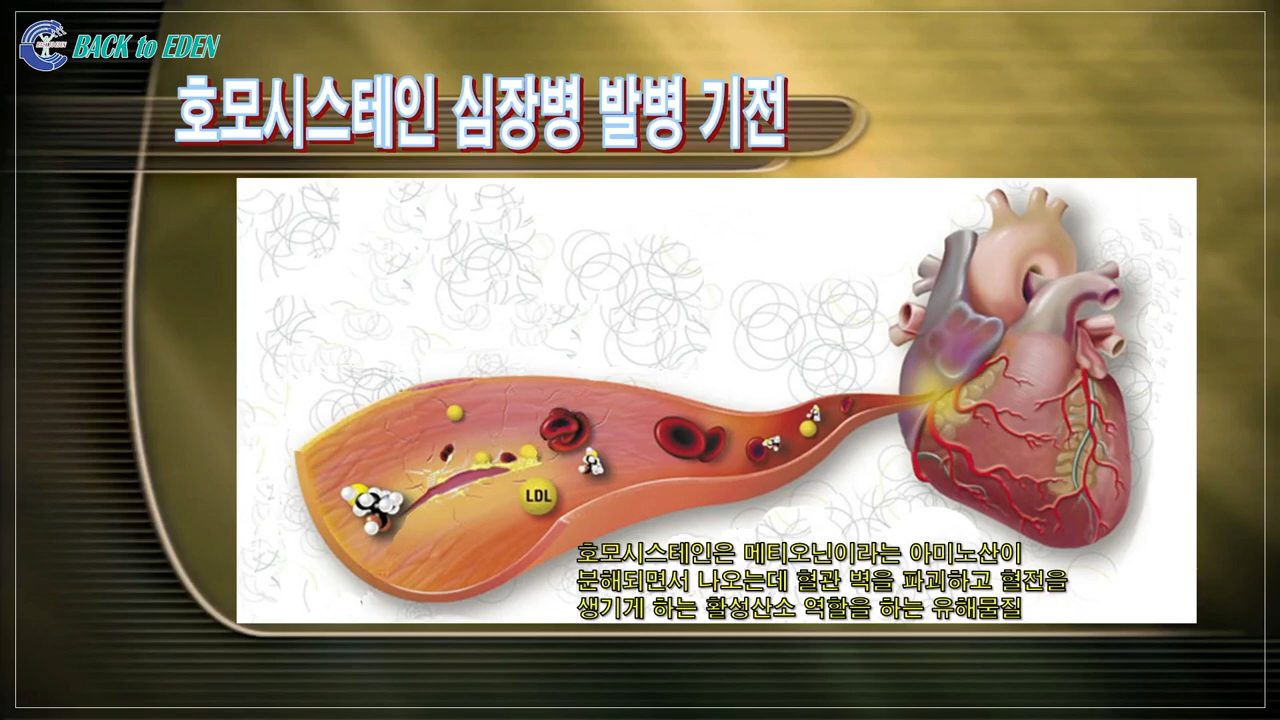 BACK to EDEN
호모시스테인 심장병 발병 기전
LDL
호모시스테인은 메티오닌이라는 아미노산이
분해되면서 나오는데 혈관 벽을 파괴하고 혈전을
생기게 하는 활성산소 역할을 하는 유해물질